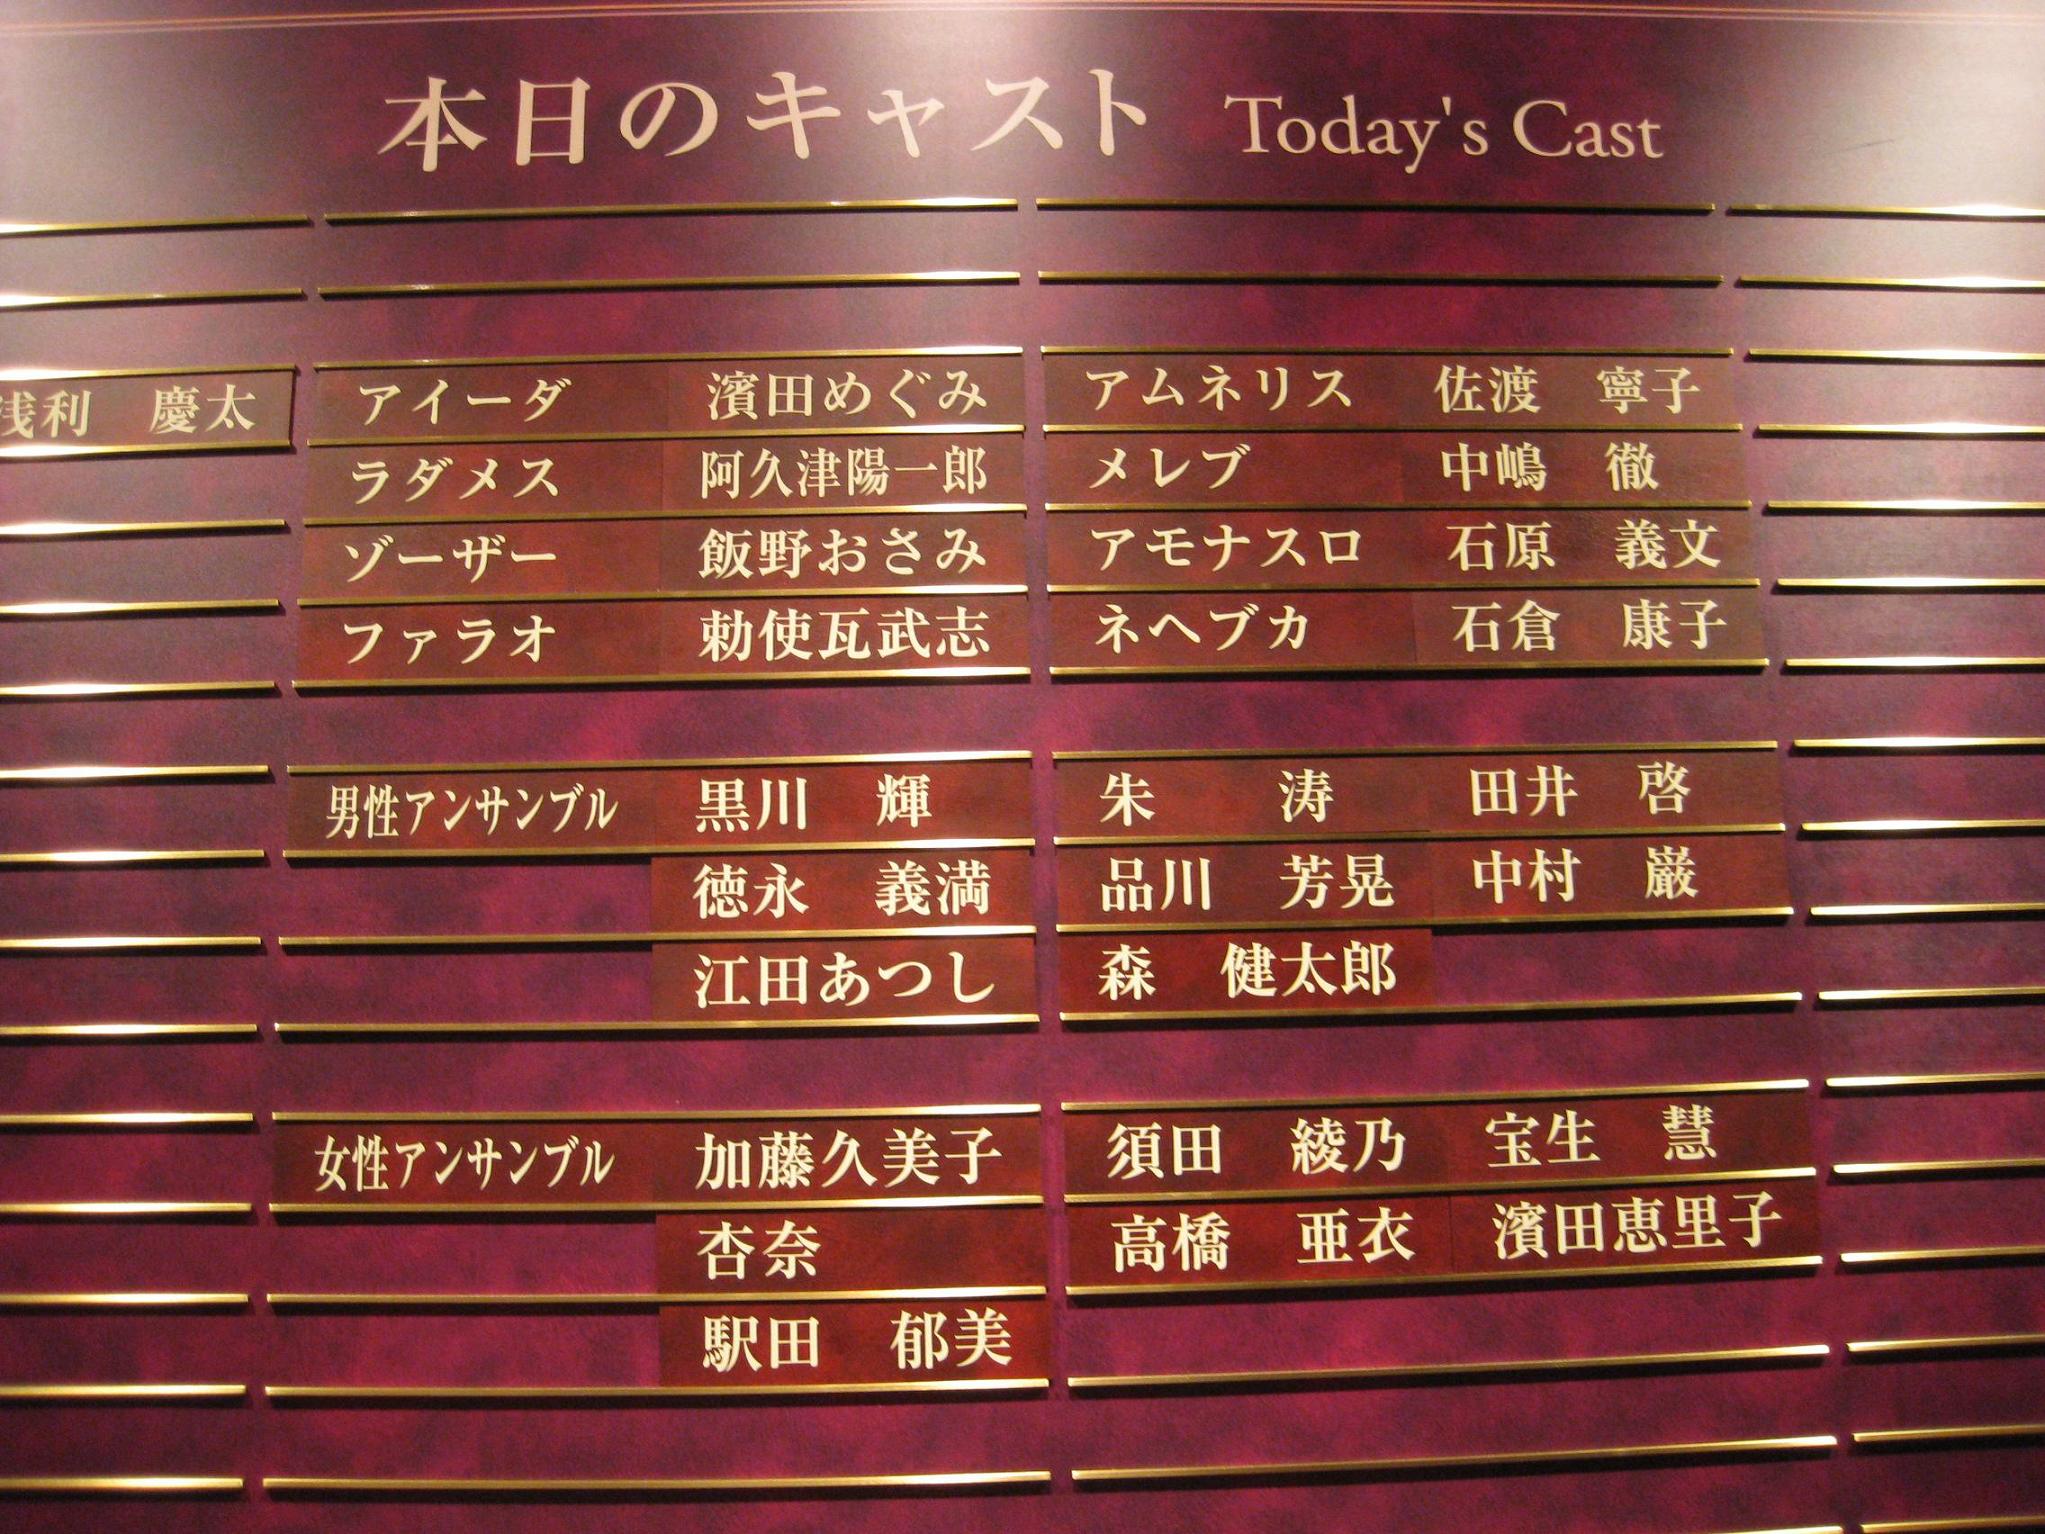 本日のキャスト Today's Cast
浅利 慶太
アイーダ 濱田めぐみ アムネリス 佐渡 寧子
ラダメス 阿久津陽一郎 メレブ 中嶋 徹
ゾーザー 飯野おさみ アモナスロ 石原 義文
ファラオ 勅使瓦武志 ネヘブカ 石倉 康子
男性アンサンブル 黒川 輝 朱 涛 田井 啓
徳永 義満 品川 芳晃 中村 巌
江田あつし 森 健太郎
女性アンサンブル 加藤久美子 須田 綾乃 宝生 慧
杏奈 高橋 亜衣 濱田恵里子
駅田 郁美